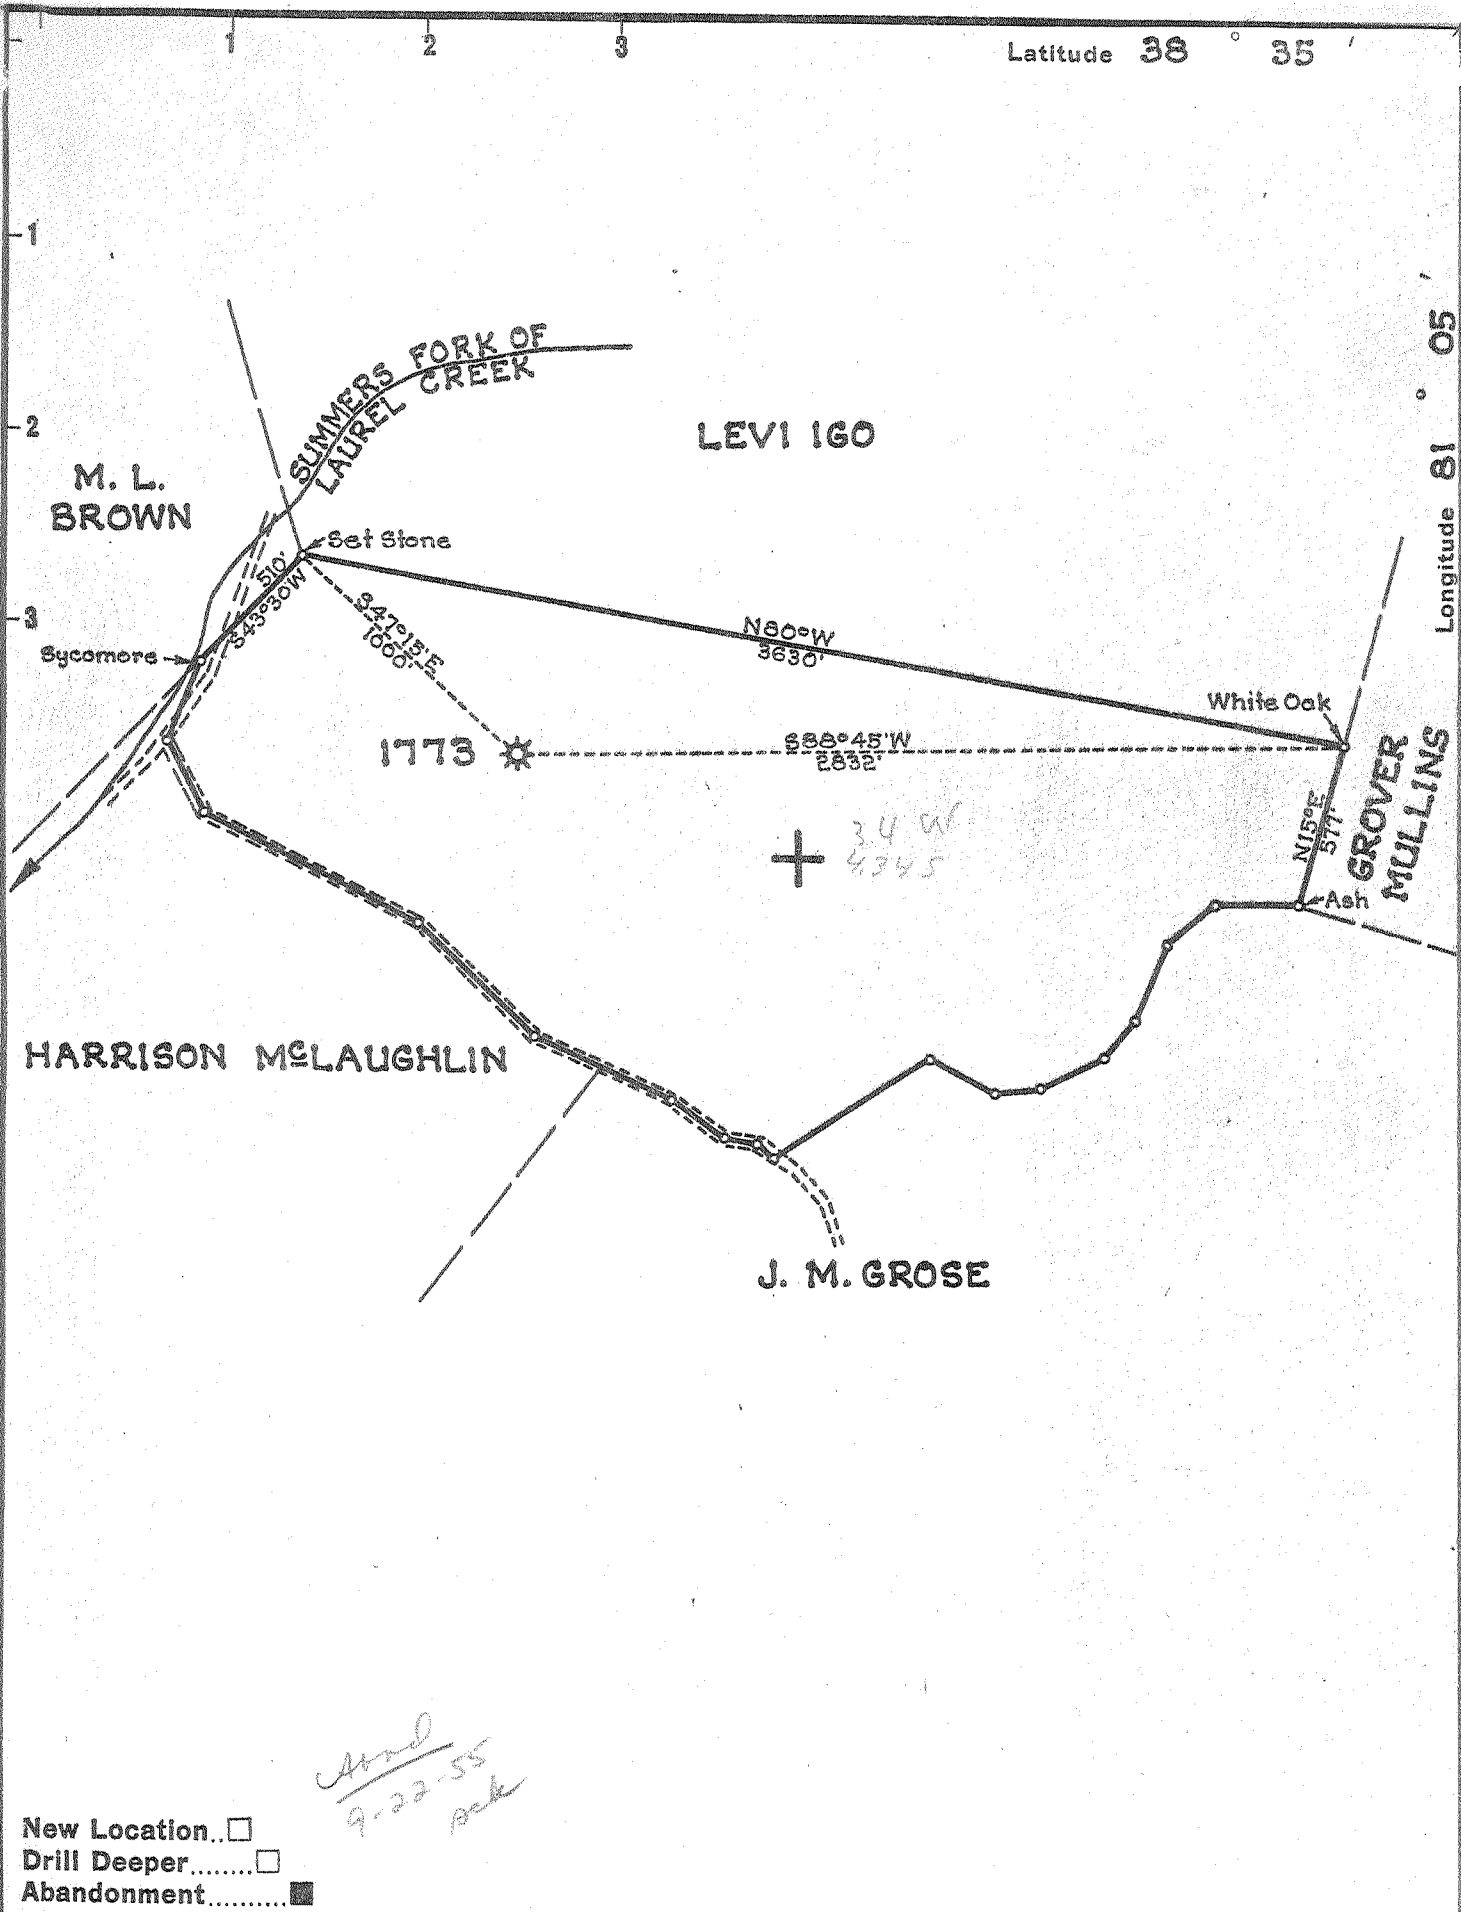 1 2 3
Latitude 38 ° 35 '
Longitude 81 ° 05 '
1
2
3
SUMMERS FORK OF
LAUREL CREEK
LEVI IGO
M. L.
BROWN
Set Stone
510'
S43°30'W
Sycomore
S47°15'E
1000'
N80°W
3630'
White Oak
1773
S88°45'W
2832'
GROVER
MULLINS
N15°E
577'
34 W
4345
Ash
HARRISON McLAUGHLIN
J. M. GROSE
9-22-55
New Location..
Drill Deeper........
Abandonment..........